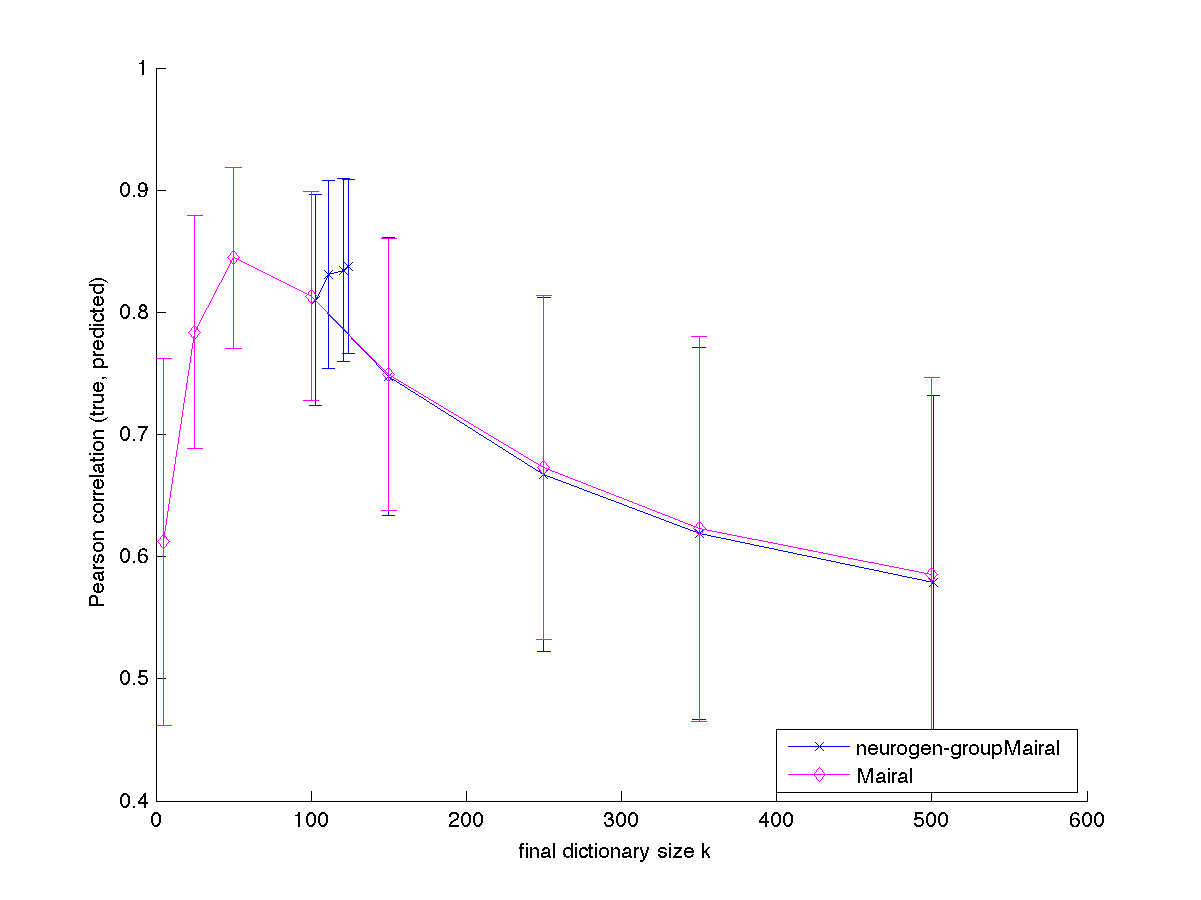 1
0.9
0.8
0.7
0.6
0.5
0.4
Pearson correlation (true, predicted)
0 100 200 300 400 500 600
final dictionary size k
neurogen-groupMairal
Mairal